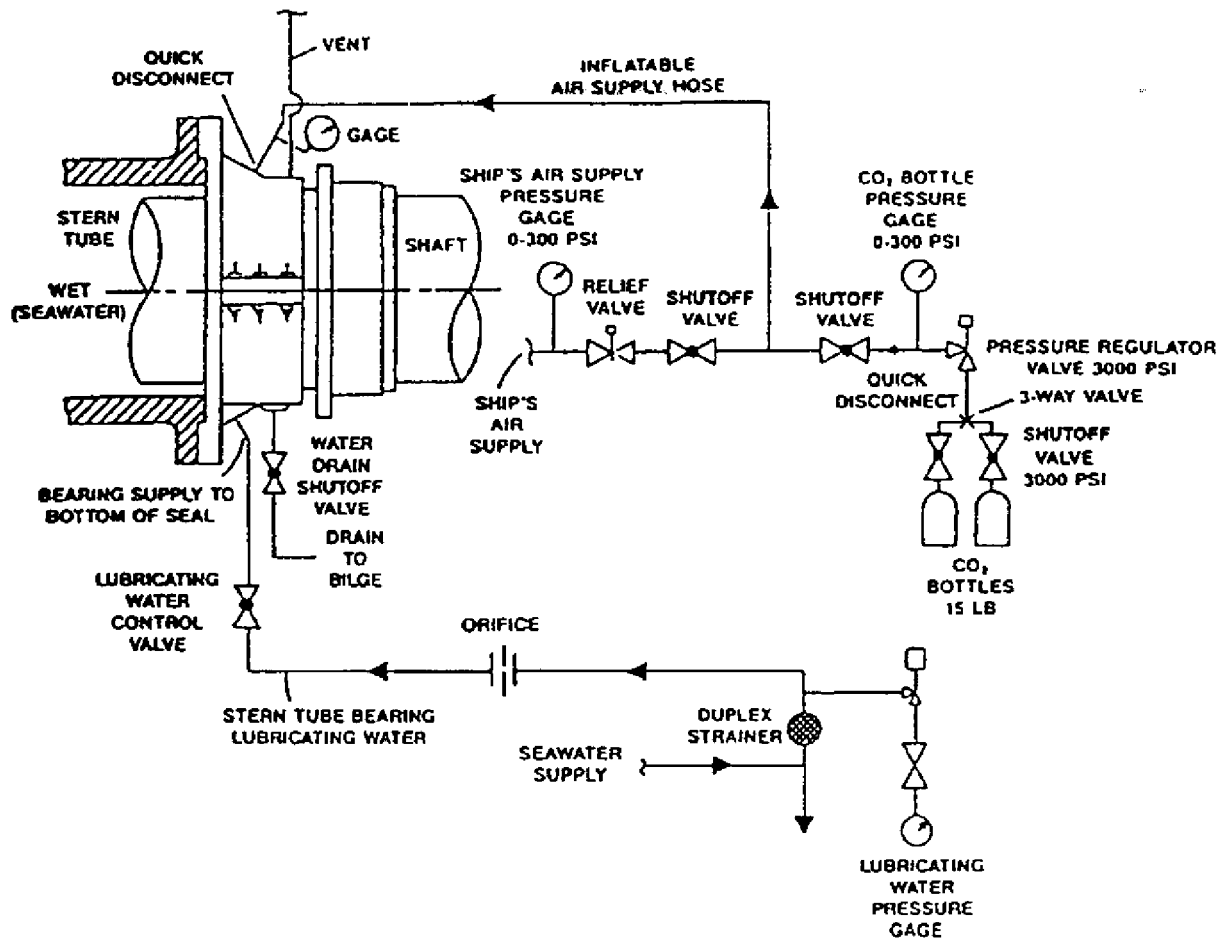 VENT
QUICK
DISCONNECT
INFLATABLE
AIR SUPPLY HOSE
GAGE
SHIP'S AIR SUPPLY
PRESSURE
GAGE
0-300 PSI
CO₂ BOTTLE
PRESSURE
GAGE
0-300 PSI
STERN
TUBE
SHAFT
WET
(SEAWATER)
RELIEF
VALVE
SHUTOFF
VALVE
SHUTOFF
VALVE
PRESSURE REGULATOR
VALVE 3000 PSI
QUICK
DISCONNECT
3-WAY VALVE
SHIP'S
AIR
SUPPLY
SHUTOFF
VALVE
3000 PSI
WATER
DRAIN
SHUTOFF
VALVE
BEARING SUPPLY TO
BOTTOM OF SEAL
DRAIN
TO
BILGE
CO₂
BOTTLES
15 LB
LUBRICATING
WATER
CONTROL
VALVE
ORIFICE
STERN TUBE BEARING
LUBRICATING WATER
DUPLEX
STRAINER
SEAWATER
SUPPLY
LUBRICATING
WATER
PRESSURE
GAGE